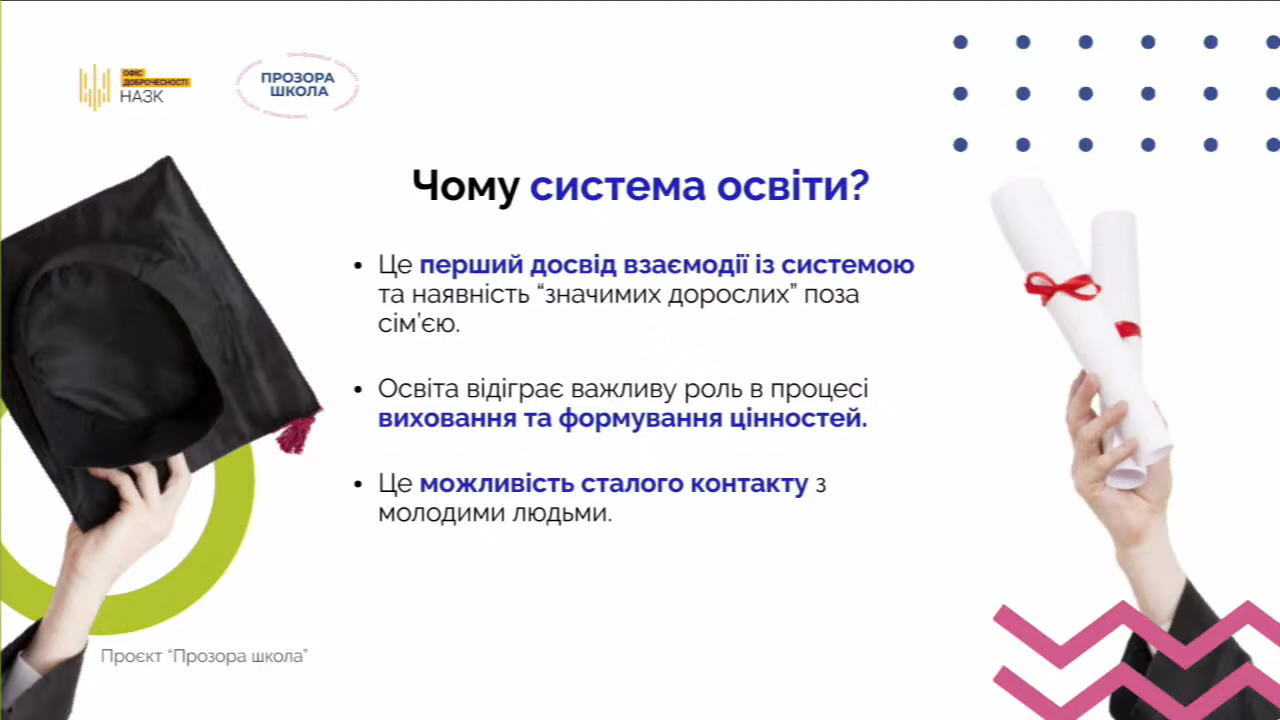 ОФІС
ДОБРОЧЕСНОСТІ
НАЗК
ПРОЗОРА
ШКОЛА
Чому система освіти?
• Це перший досвід взаємодії із системою
та наявність “значимих дорослих” поза
сім’єю.
• Освіта відіграє важливу роль в процесі
виховання та формування цінностей.
• Це можливість сталого контакту з
молодими людьми.
Проєкт “Прозора школа”